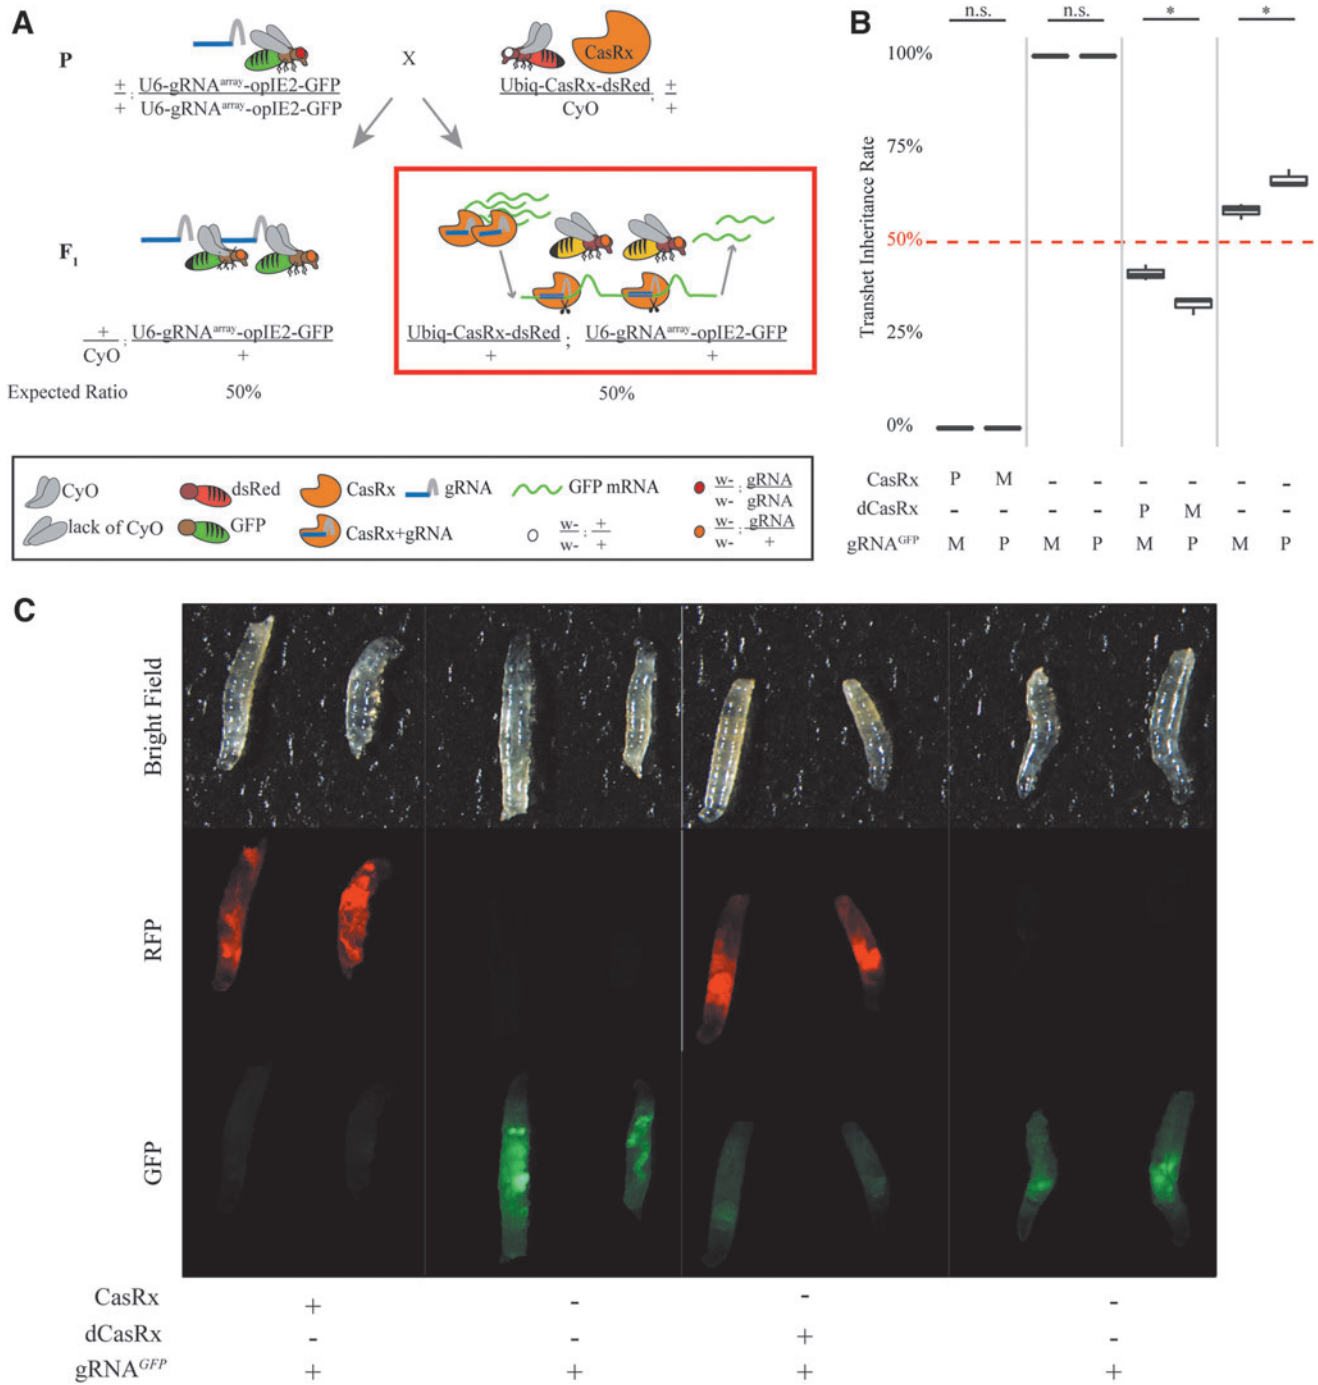 A
P
X
CasRx
+ ; U6-gRNA^array-opIE2-GFP
+ U6-gRNA^array-opIE2-GFP
Ubiq-CasRx-dsRed ; +
CyO +
F₁
+ ; U6-gRNA^array-opIE2-GFP
CyO +
Ubiq-CasRx-dsRed ; U6-gRNA^array-opIE2-GFP
+ +
Expected Ratio 50% 50%
CyO dsRed CasRx gRNA GFP mRNA w- ; gRNA
w- gRNA
lack of CyO GFP CasRx+gRNA w- ; + w- ; gRNA
w- + w- +
B
n.s. n.s. * *
Transhet Inheritance Rate
100%
75%
50%
25%
0%
CasRx P M - - - - - -
dCasRx - - - - P M - -
gRNA^GFP M P M P M P M P
C
Bright Field
RFP
GFP
CasRx + - - -
dCasRx - - + -
gRNA^GFP + + + +